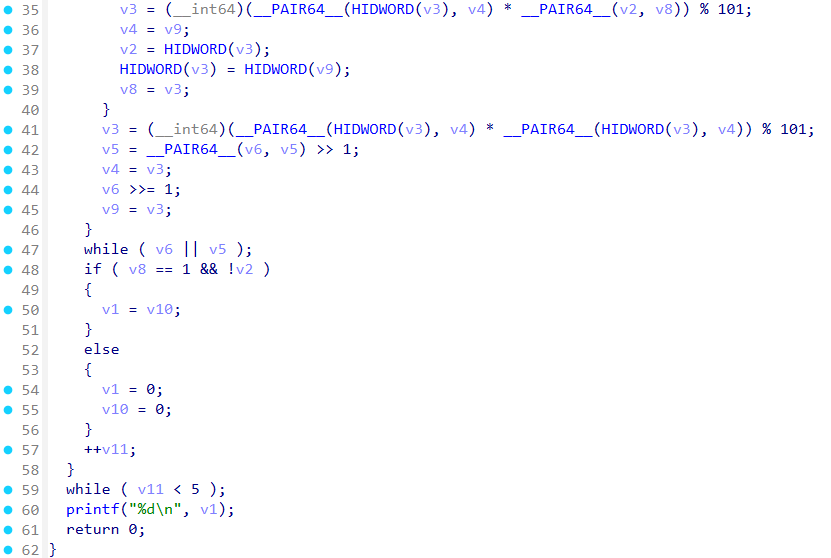 35 v3 = (__int64)(__PAIR64__(HIDWORD(v3), v4) * __PAIR64__(v2, v8)) % 101;
36 v4 = v9;
37 v2 = HIDWORD(v3);
38 HIDWORD(v3) = HIDWORD(v9);
39 v8 = v3;
40 }
41 v3 = (__int64)(__PAIR64__(HIDWORD(v3), v4) * __PAIR64__(HIDWORD(v3), v4)) % 101;
42 v5 = __PAIR64__(v6, v5) >> 1;
43 v4 = v3;
44 v6 >>= 1;
45 v9 = v3;
46 }
47 while ( v6 || v5 );
48 if ( v8 == 1 && !v2 )
49 {
50 v1 = v10;
51 }
52 else
53 {
54 v1 = 0;
55 v10 = 0;
56 }
57 ++v11;
58 }
59 while ( v11 < 5 );
60 printf("%d\n", v1);
61 return 0;
62 }